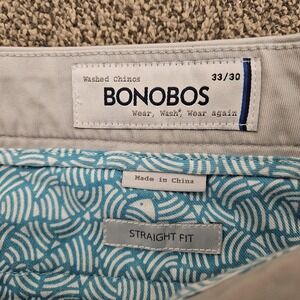 Washed Chinos 33/30
BONOBOS
Wear, Wash, Wear again
Made in China
STRAIGHT FIT